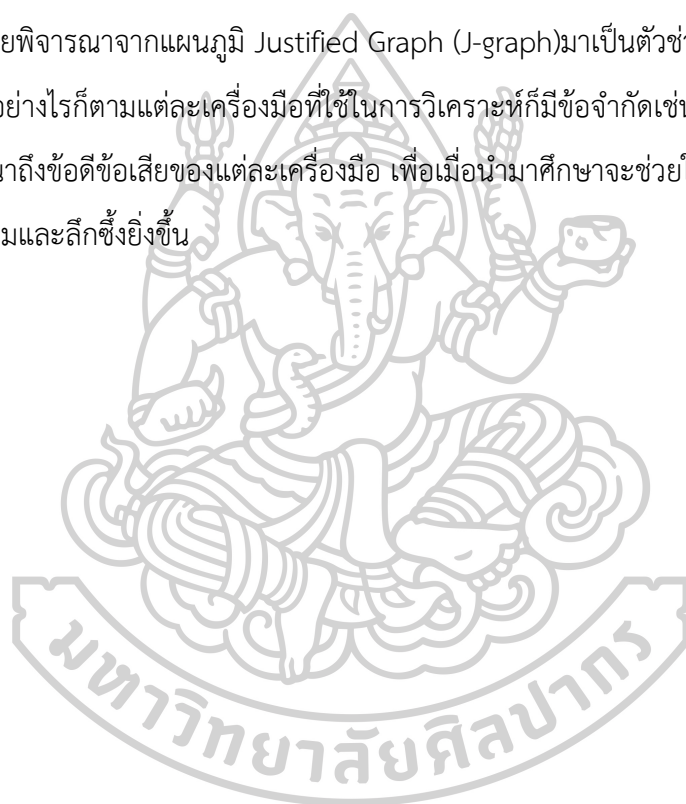 ยพิจารณาจากแผนภูมิ Justified Graph (J-graph)มาเป็นตัวช่
อย่างไรก็ตามแต่ละเครื่องมือที่ใช้ในการวิเคราะห์ก็มีข้อจำกัดเช่น
นาถึงข้อดีข้อเสียของแต่ละเครื่องมือ เพื่อเมื่อนำมาศึกษาจะช่วยใ
มและลึกซึ้งยิ่งขึ้น
มหาวิทยาลัยศิลปากร